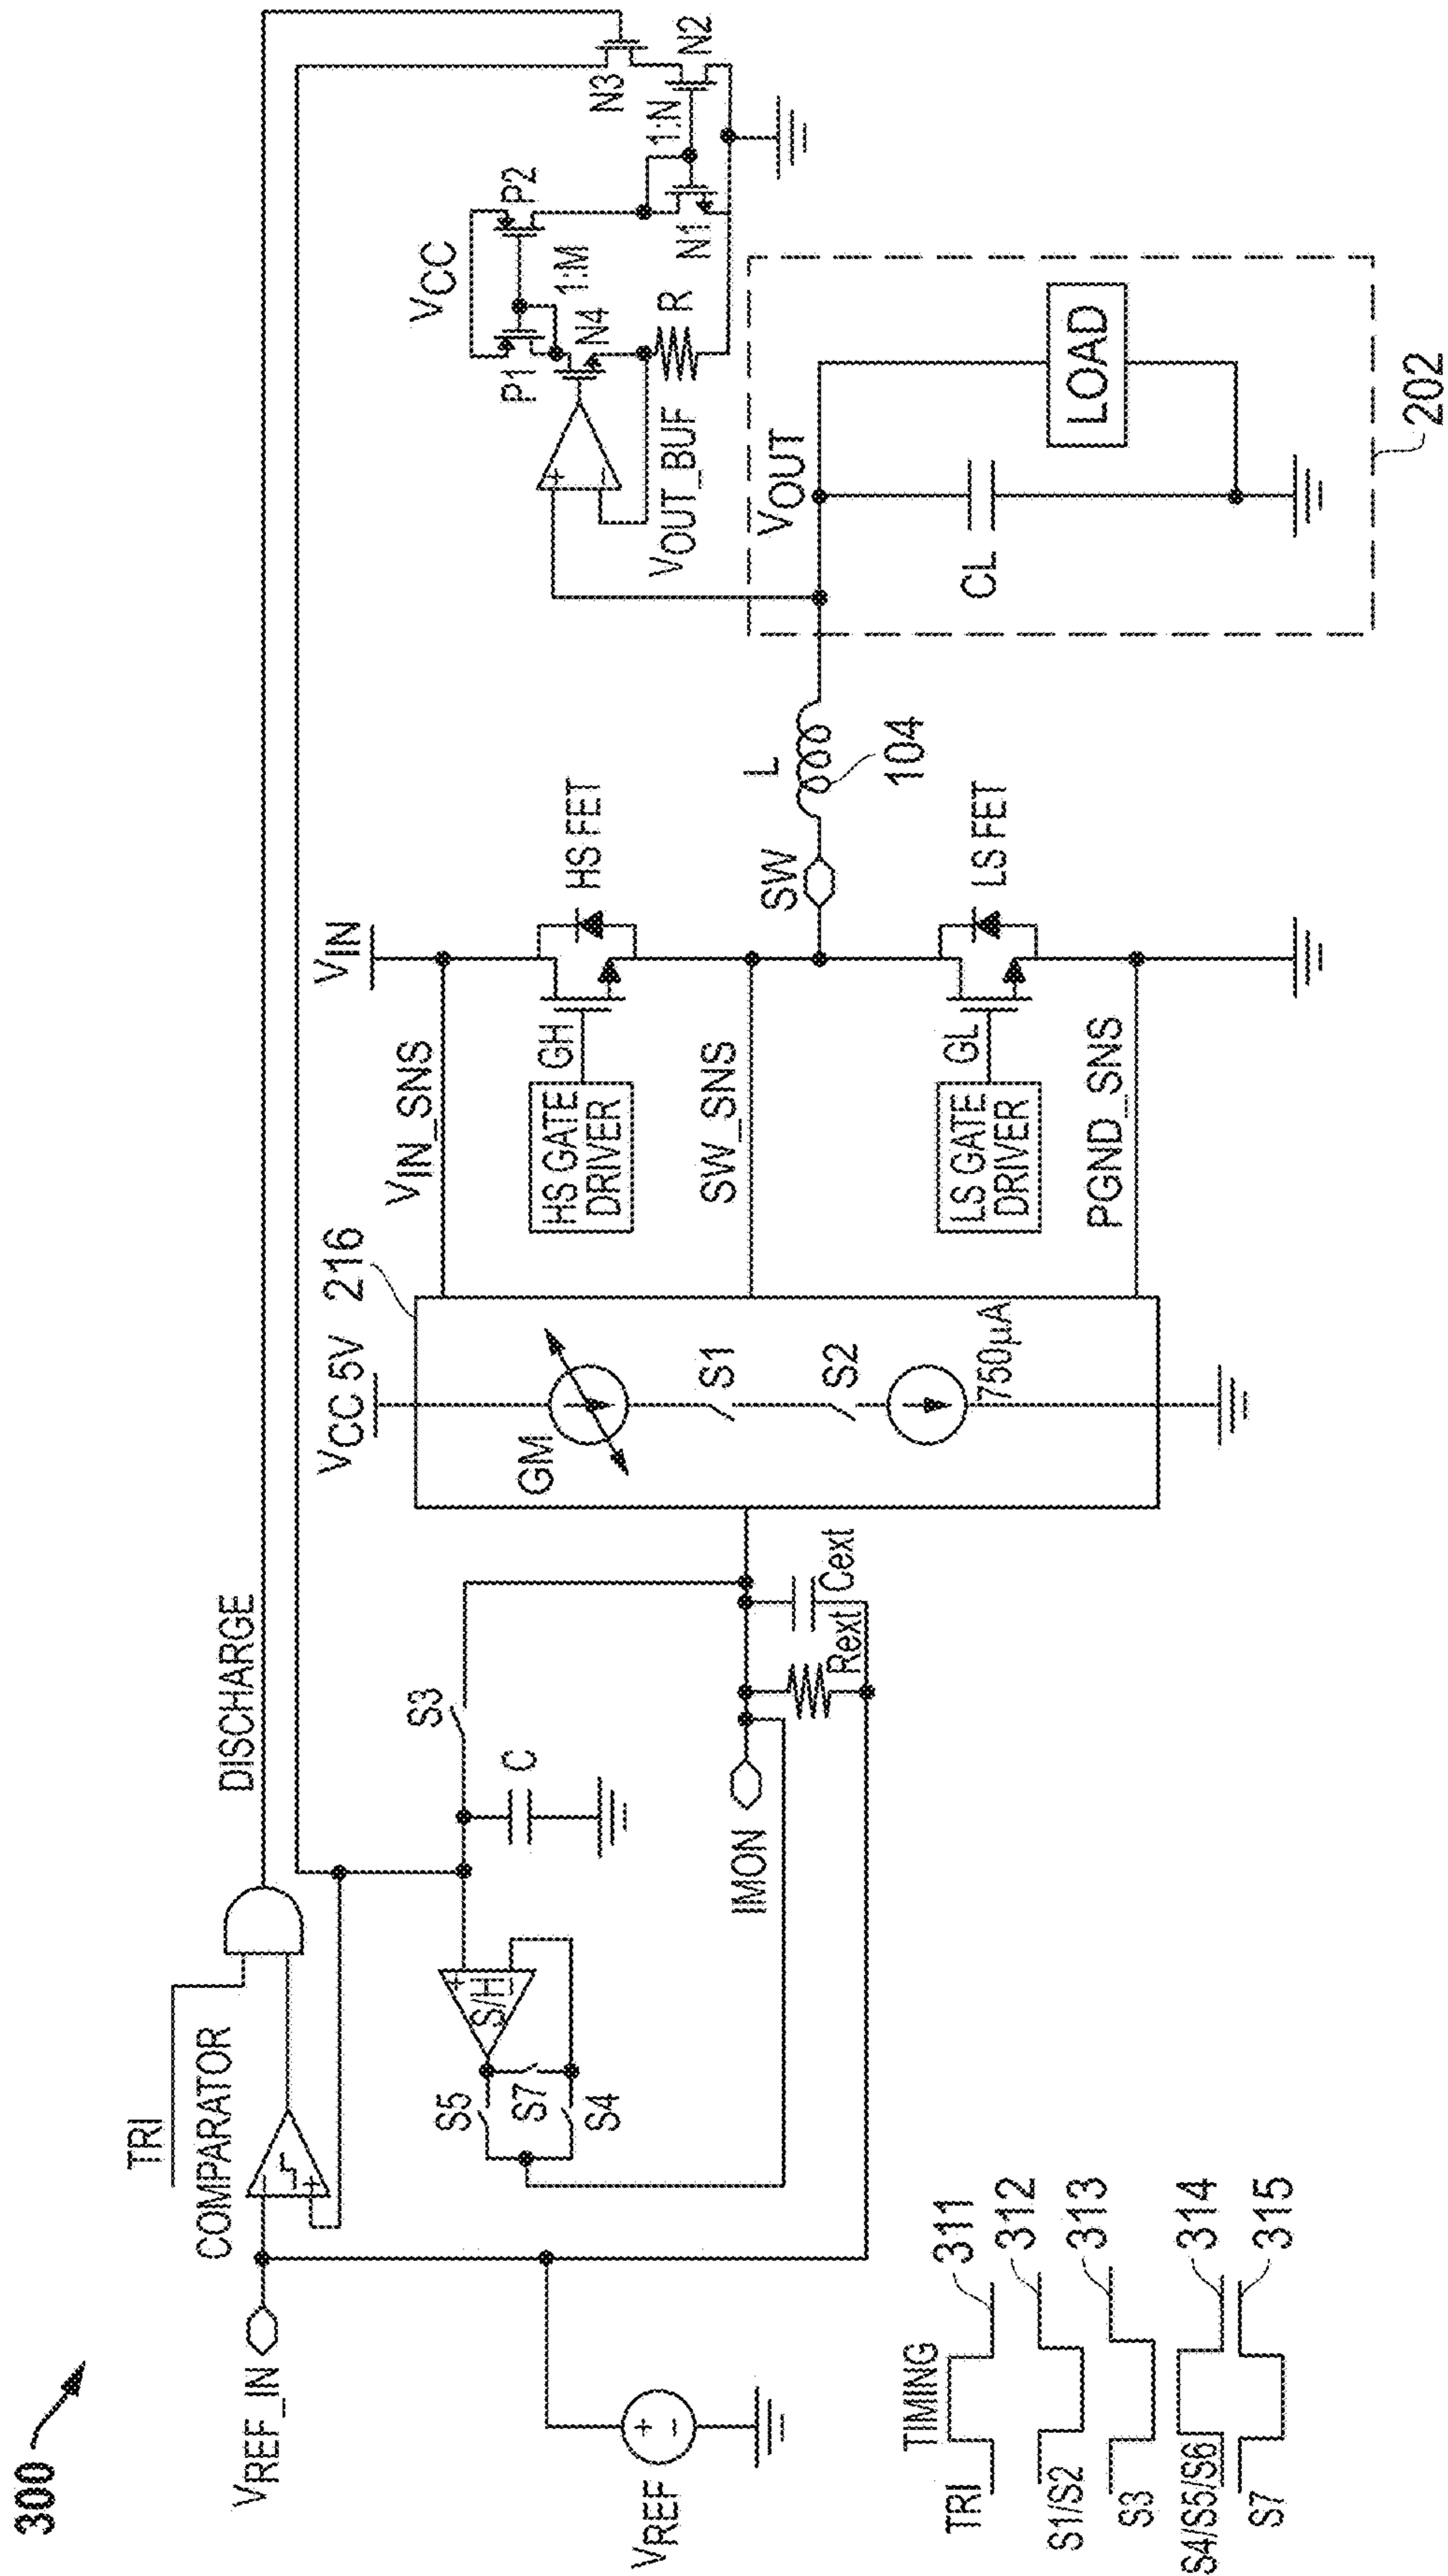 300
DISCHARGE
TRI
COMPARATOR
VREF_IN
VREF
S3
C
S/H
S5
S7
S4
IMON
Rext
Cext
VCC 5V
216
GM
S1
S2
750µA
VIN_SNS
SW_SNS
PGND_SNS
VIN
HS GATE
DRIVER
GH
HS FET
LS GATE
DRIVER
GL
LS FET
SW
L
104
VCC
P1
P2
1:M
N4
R
VOUT_BUF
N1
1:N
N2
N3
VOUT
CL
LOAD
202
TIMING
TRI
311
S1/S2
312
S3
313
S4/S5/S6
314
S7
315